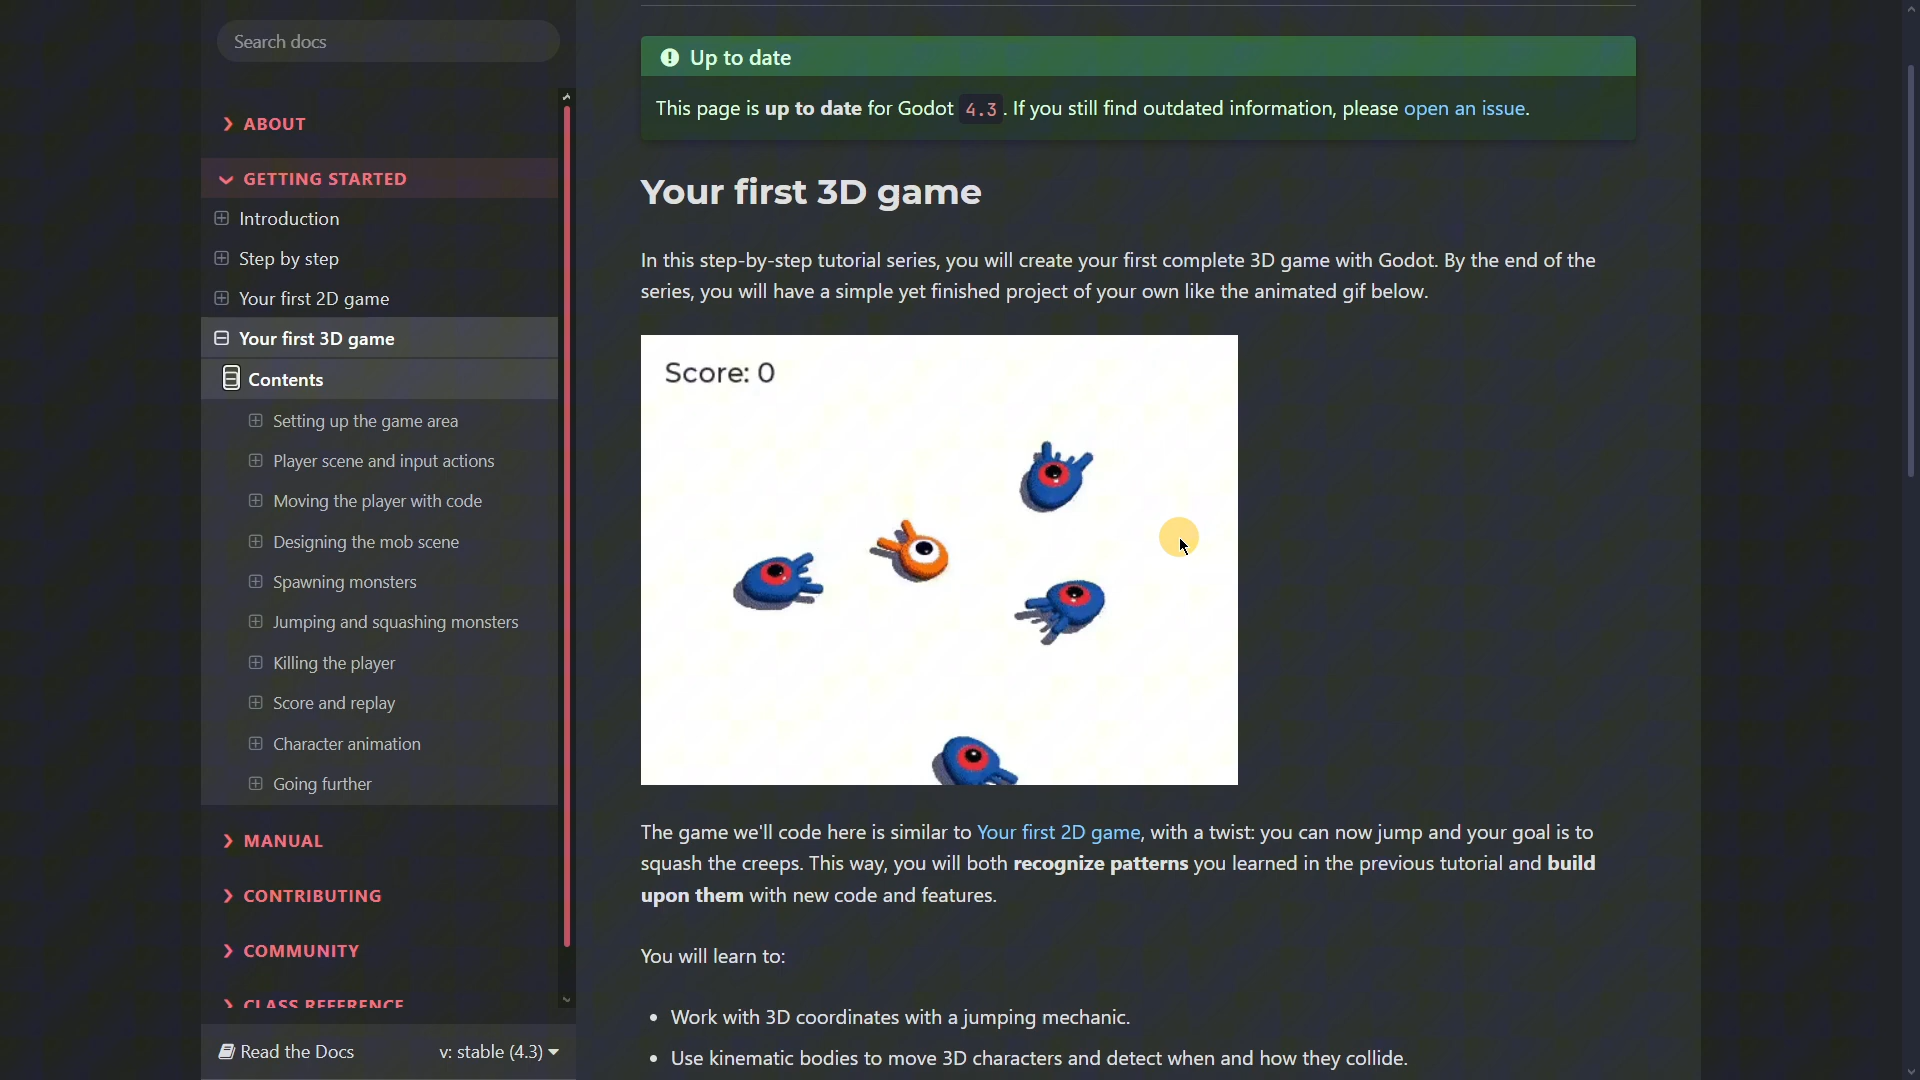 Search docs
ABOUT
GETTING STARTED
Introduction
Step by step
Your first 2D game
Your first 3D game
Contents
Setting up the game area
Player scene and input actions
Moving the player with code
Designing the mob scene
Spawning monsters
Jumping and squashing monsters
Killing the player
Score and replay
Character animation
Going further
MANUAL
CONTRIBUTING
COMMUNITY
CLASS REFERENCE
Read the Docs
v: stable (4.3)
Up to date
This page is up to date for Godot 4.3. If you still find outdated information, please open an issue.
Your first 3D game
In this step-by-step tutorial series, you will create your first complete 3D game with Godot. By the end of the
series, you will have a simple yet finished project of your own like the animated gif below.
Score: 0
The game we'll code here is similar to Your first 2D game, with a twist: you can now jump and your goal is to
squash the creeps. This way, you will both recognize patterns you learned in the previous tutorial and build
upon them with new code and features.
You will learn to:
• Work with 3D coordinates with a jumping mechanic.
• Use kinematic bodies to move 3D characters and detect when and how they collide.